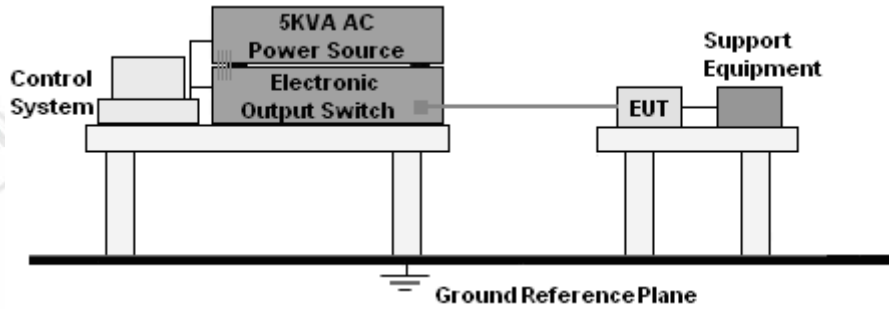 5KVA AC
Power Source
Electronic
Output Switch
Control
System
EUT
Support
Equipment
Ground Reference Plane